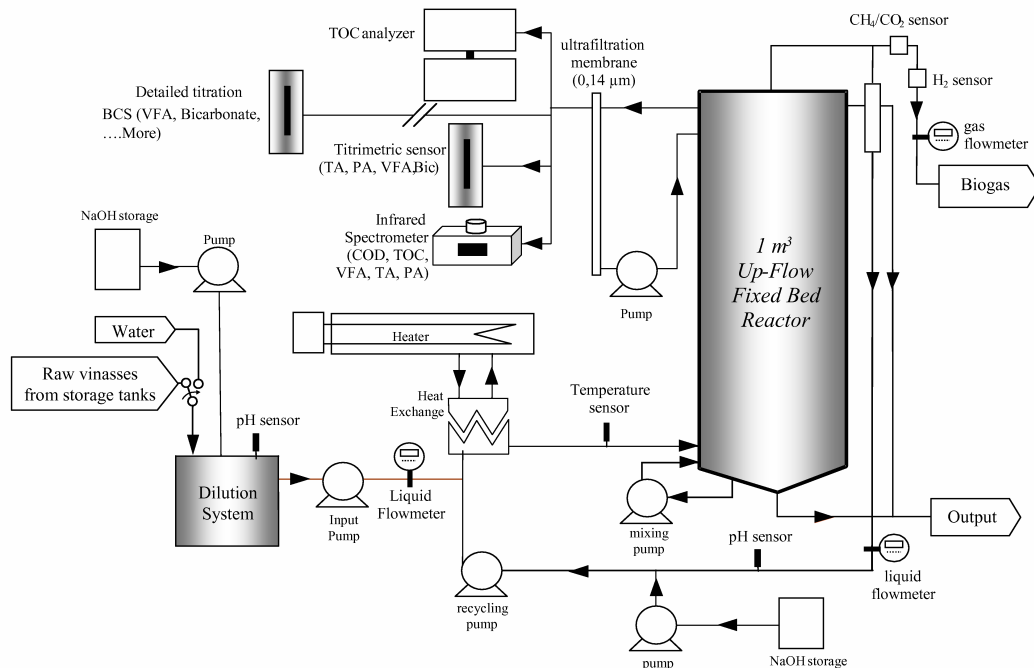 TOC analyzer
ultrafiltration
membrane
(0,14 µm)
CH4/CO2 sensor
H2 sensor
gas
flowmeter
Biogas
Detailed titration
BCS (VFA, Bicarbonate,
….More)
Titrimetric sensor
(TA, PA, VFA,Bic)
Infrared
Spectrometer
(COD, TOC,
VFA, TA, PA)
NaOH storage
Pump
Pump
1 m3
Up-Flow
Fixed Bed
Reactor
Water
Raw vinasses
from storage tanks
Heater
Heat
Exchange
Temperature
sensor
pH sensor
Dilution
System
Input
Pump
Liquid
Flowmeter
mixing
pump
pH sensor
Output
liquid
flowmeter
recycling
pump
pump
NaOH storage